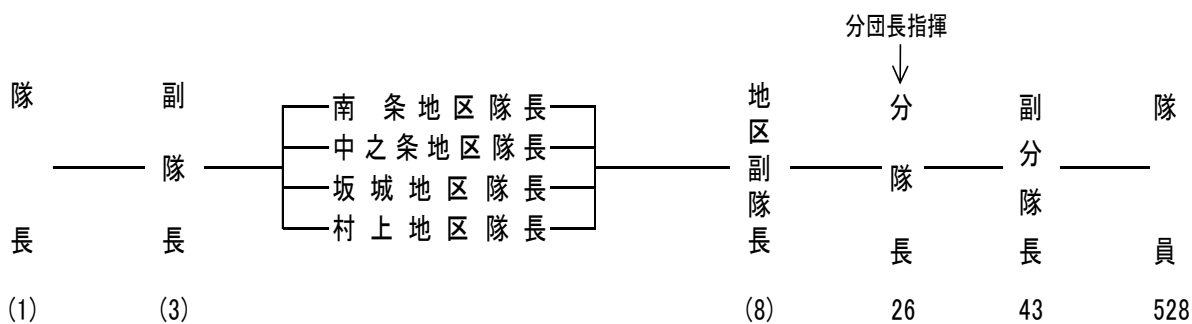 分団長指揮
隊長
副隊長
南条地区隊長
中之条地区隊長
坂城地区隊長
村上地区隊長
地区副隊長
分隊長
副分隊長
隊員
(1) (3) (8) 26 43 528